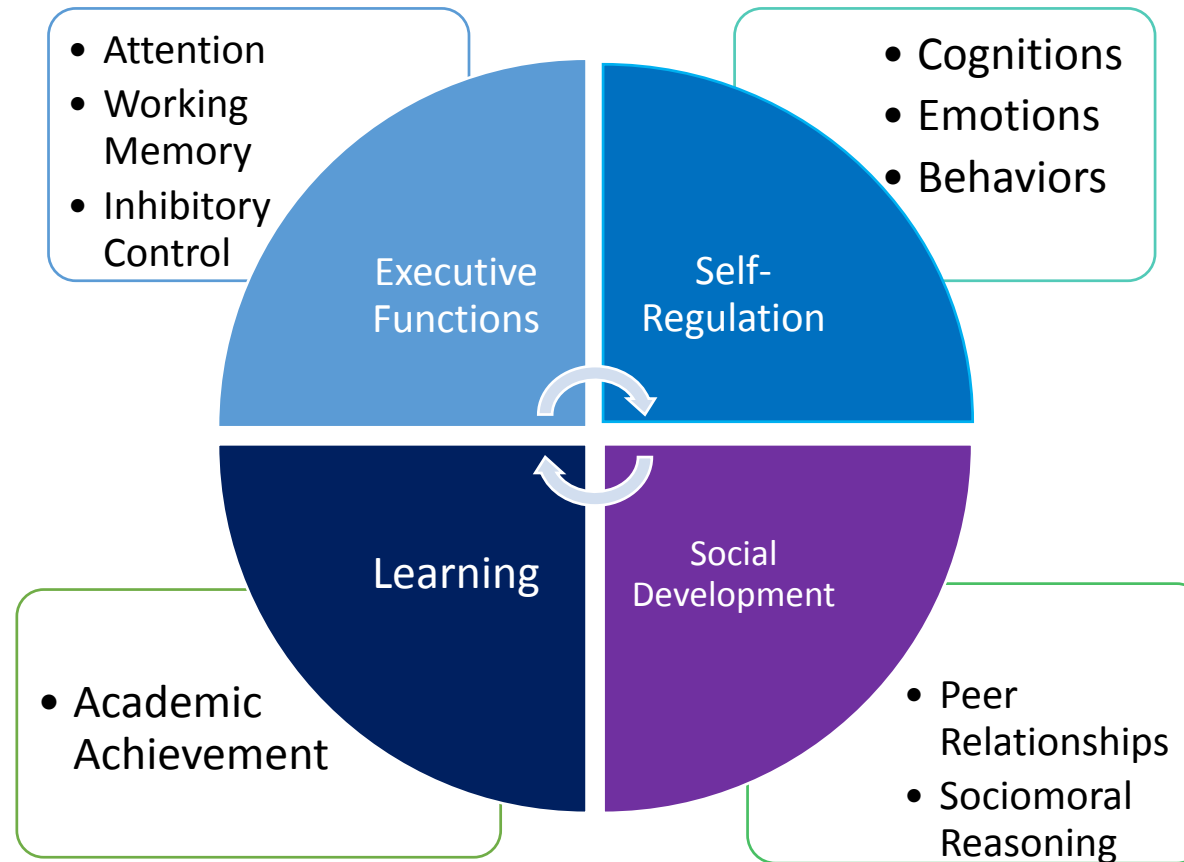 • Attention
• Working
Memory
• Inhibitory
Control
• Cognitions
• Emotions
• Behaviors
Executive
Functions
Self-
Regulation
Learning
Social
Development
• Academic
Achievement
• Peer
Relationships
• Sociomoral
Reasoning